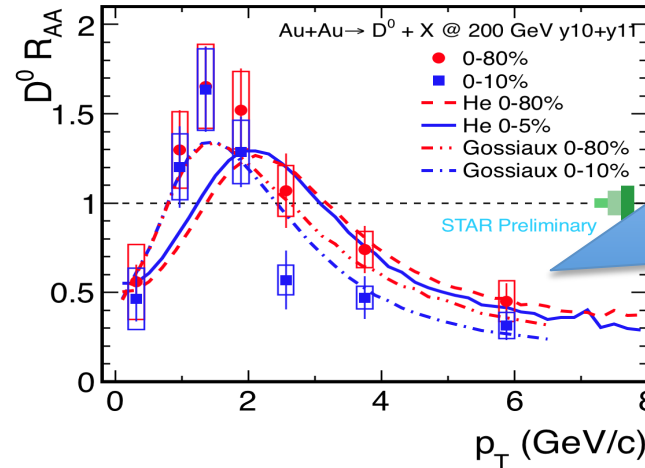 Au+Au→ D⁰ + X @ 200 GeV y10+y11
0-80%
0-10%
He 0-80%
He 0-5%
Gossiaux 0-80%
Gossiaux 0-10%
STAR Preliminary
D⁰ R_AA
2
1.5
1
0.5
0
0 2 4 6 8
p_T (GeV/c)